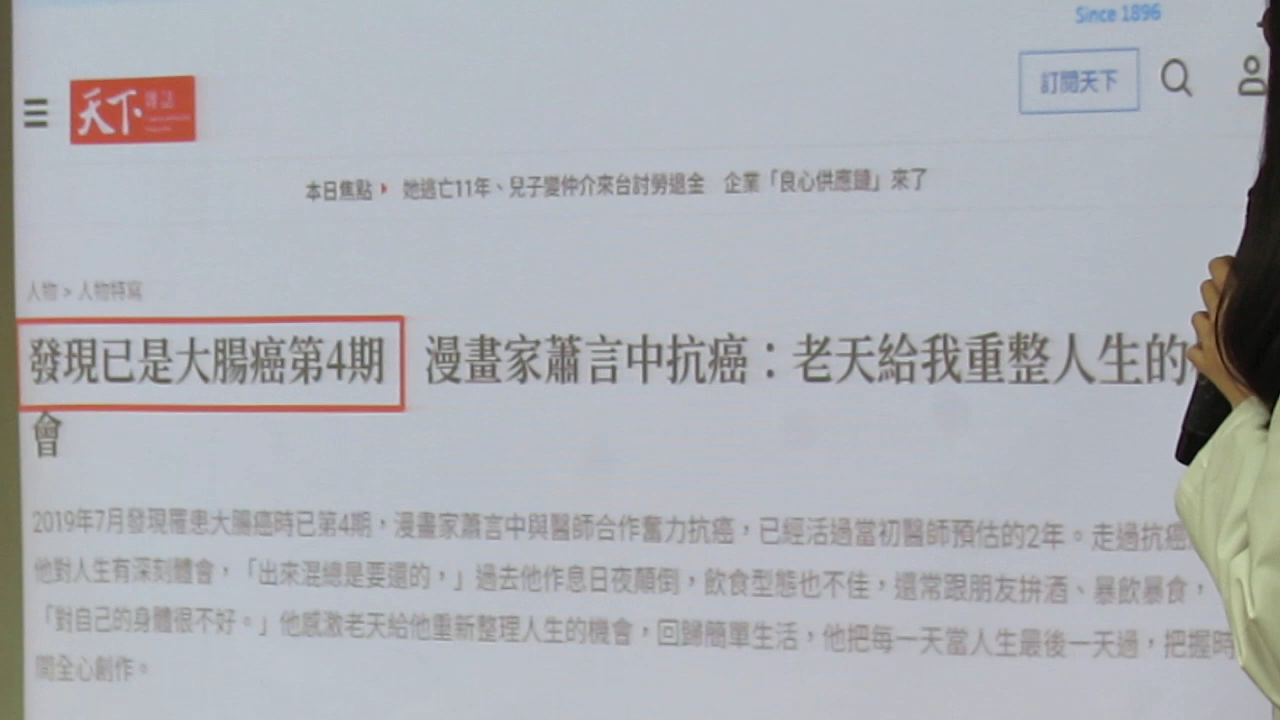 Since 1896
天下雜誌
訂閱天下
本日焦點 她逃亡11年、兒子變仲介來台討勞退金 企業「良心供應鏈」來了
人物 > 人物特寫
發現已是大腸癌第4期 漫畫家蕭言中抗癌：老天給我重整人生的
會
2019年7月發現罹患大腸癌時已第4期，漫畫家蕭言中與醫師合作奮力抗癌，已經活過當初醫師預估的2年。走過抗癌
他對人生有深刻體會，「出來混總是要還的，」過去他作息日夜顛倒，飲食型態也不佳，還常跟朋友拚酒、暴飲暴食，
「對自己的身體很不好。」他感激老天給他重新整理人生的機會，回歸簡單生活，他把每一天當人生最後一天過，把握時
間全心創作。